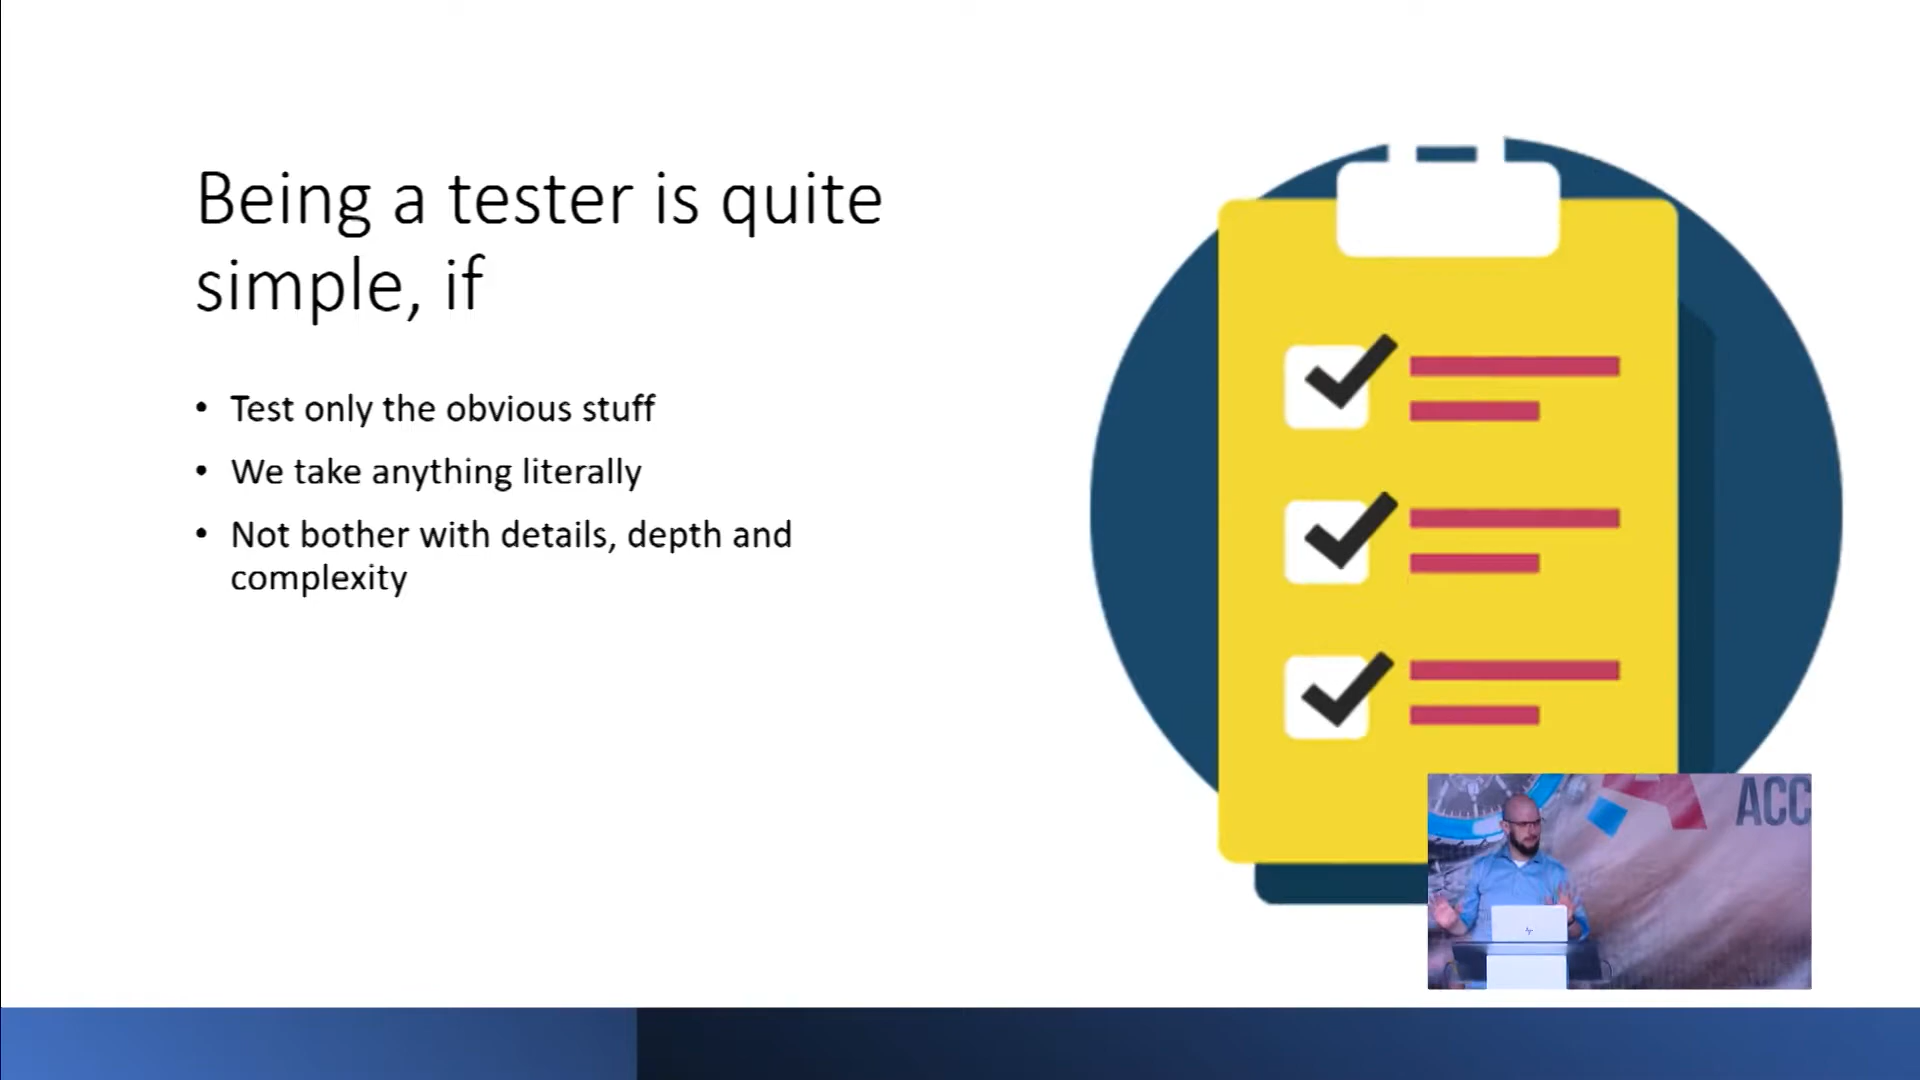 Being a tester is quite
simple, if
• Test only the obvious stuff
• We take anything literally
• Not bother with details, depth and
complexity
ACC